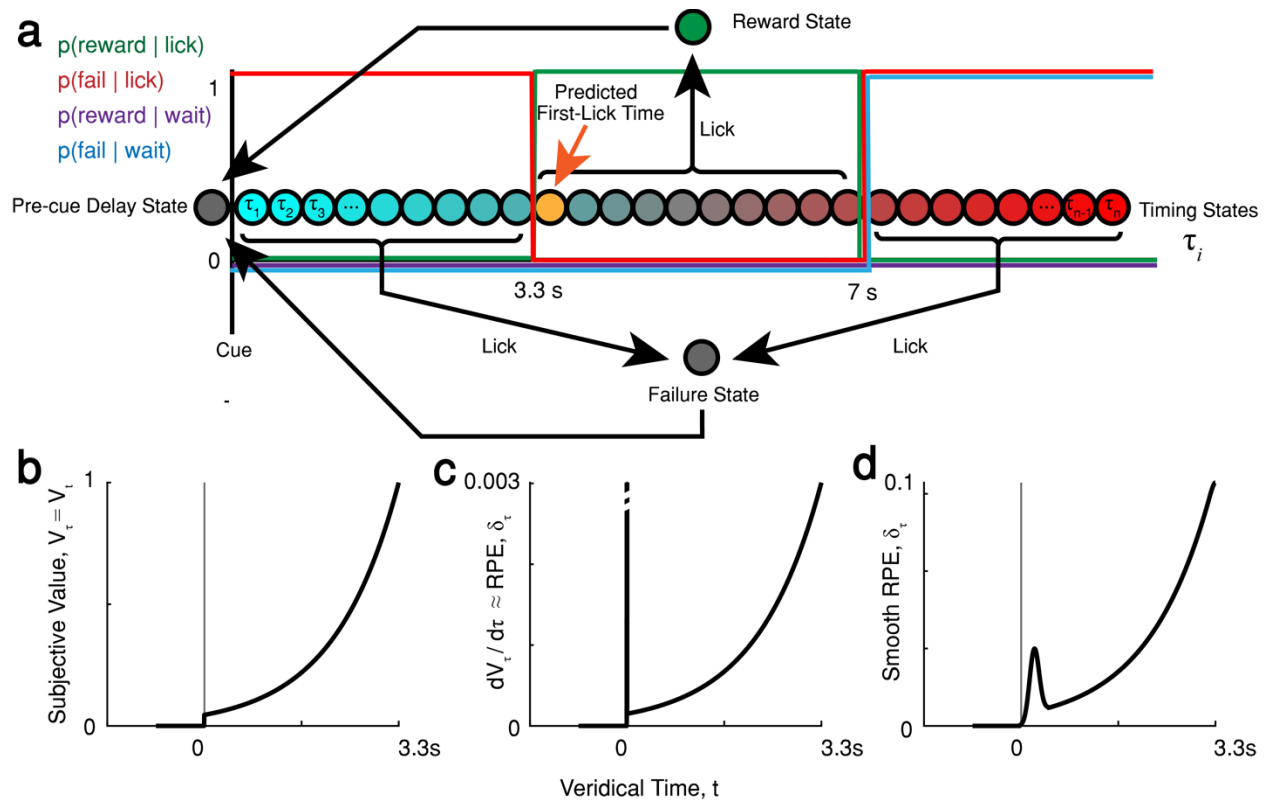 a
p(reward | lick)
p(fail | lick)
p(reward | wait)
p(fail | wait)
1
0
Reward State
Predicted
First-Lick Time
Lick
Pre-cue Delay State
τ1 τ2 τ3 ... ... τn-1 τn
Timing States
τi
3.3 s
7 s
Cue
Lick
Lick
Failure State
-
b
Subjective Value, Vτ = Vt
1
0
0
3.3s
c
dVτ / dτ ≈ RPE, δτ
0.003
0
0
3.3s
d
Smooth RPE, δτ
0.1
0
0
3.3s
Veridical Time, t